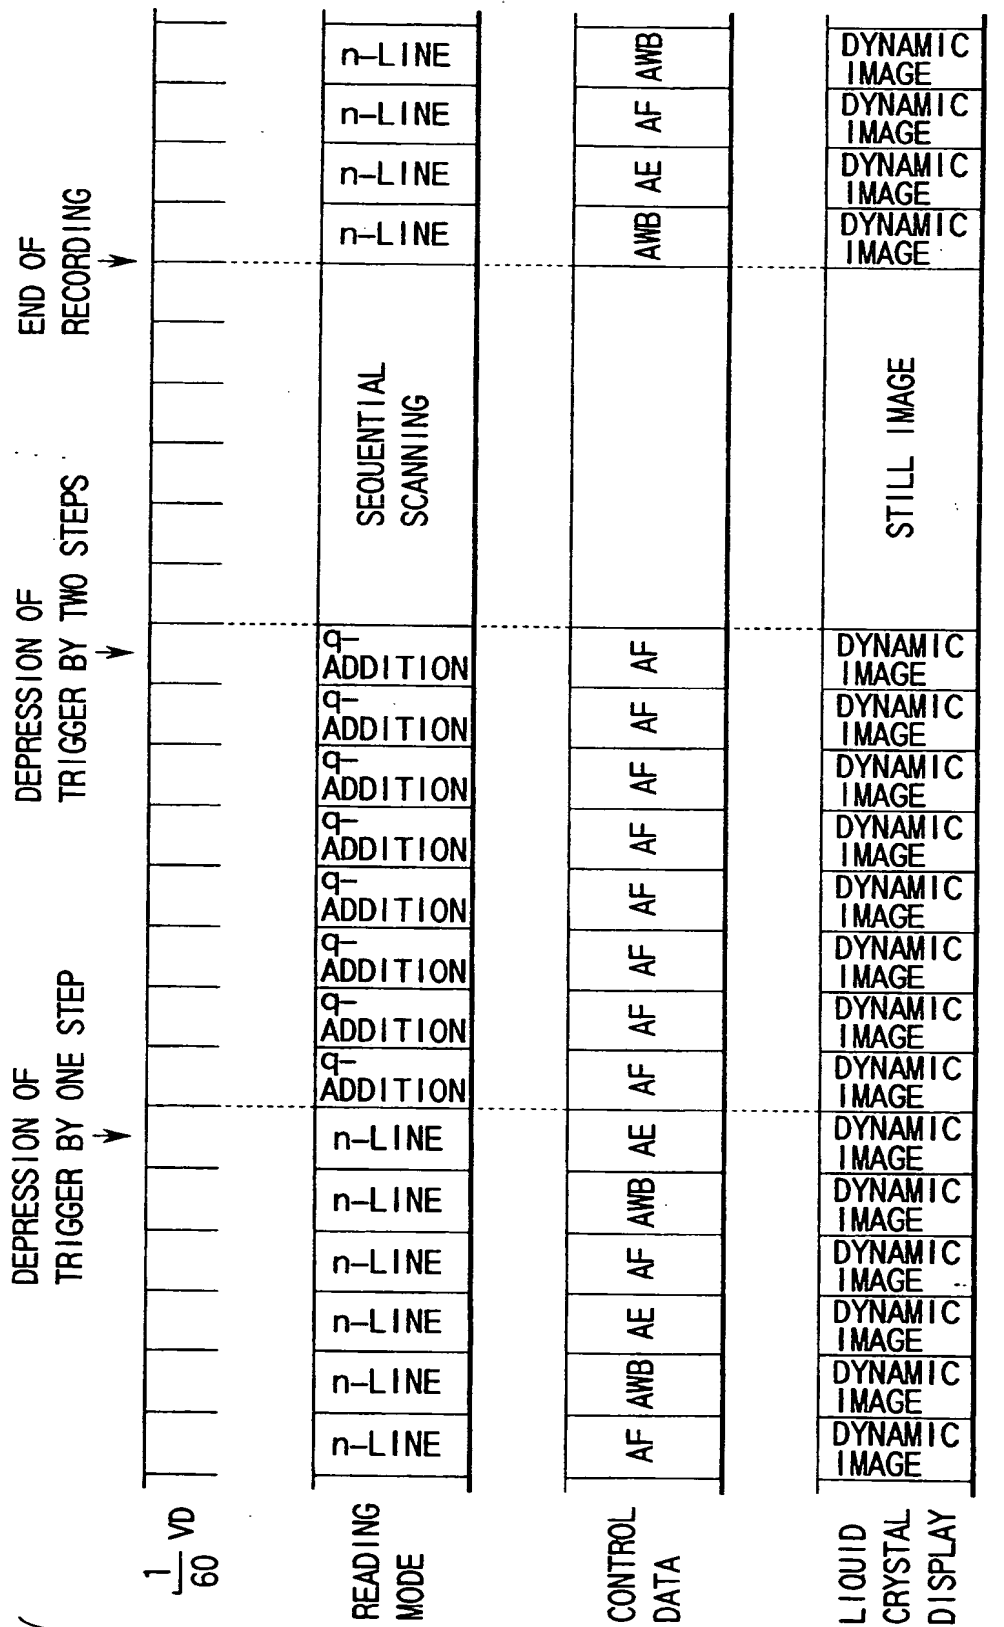 DEPRESSION OF
TRIGGER BY ONE STEP
DEPRESSION OF
TRIGGER BY TWO STEPS
END OF
RECORDING
1
60
VD
READING
MODE
n-LINE
n-LINE
n-LINE
n-LINE
n-LINE
n-LINE
q-
ADDITION
q-
ADDITION
q-
ADDITION
q-
ADDITION
q-
ADDITION
q-
ADDITION
q-
ADDITION
q-
ADDITION
SEQUENTIAL
SCANNING
n-LINE
n-LINE
n-LINE
n-LINE
CONTROL
DATA
AF
AWB
AE
AF
AWB
AE
AF
AF
AF
AF
AF
AF
AF
AF
AWB
AE
AF
AWB
LIQUID
CRYSTAL
DISPLAY
DYNAMIC
IMAGE
DYNAMIC
IMAGE
DYNAMIC
IMAGE
DYNAMIC
IMAGE
DYNAMIC
IMAGE
DYNAMIC
IMAGE
DYNAMIC
IMAGE
DYNAMIC
IMAGE
DYNAMIC
IMAGE
DYNAMIC
IMAGE
DYNAMIC
IMAGE
DYNAMIC
IMAGE
DYNAMIC
IMAGE
DYNAMIC
IMAGE
STILL IMAGE
DYNAMIC
IMAGE
DYNAMIC
IMAGE
DYNAMIC
IMAGE
DYNAMIC
IMAGE